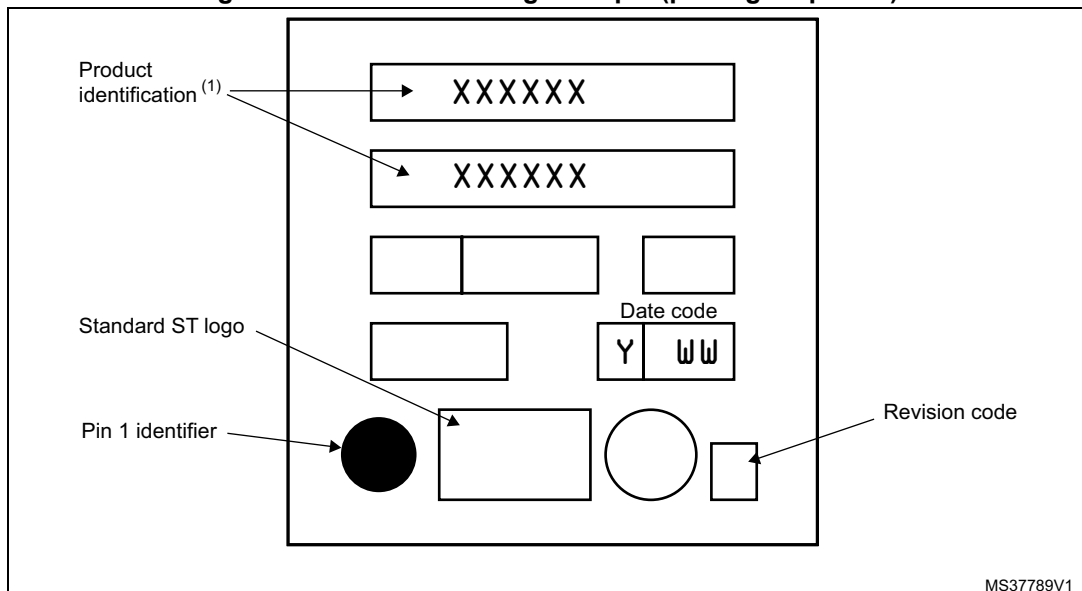 Product
identification (1)
XXXXXX
XXXXXX
Date code
Standard ST logo
Y WW
Pin 1 identifier
Revision code
MS37789V1